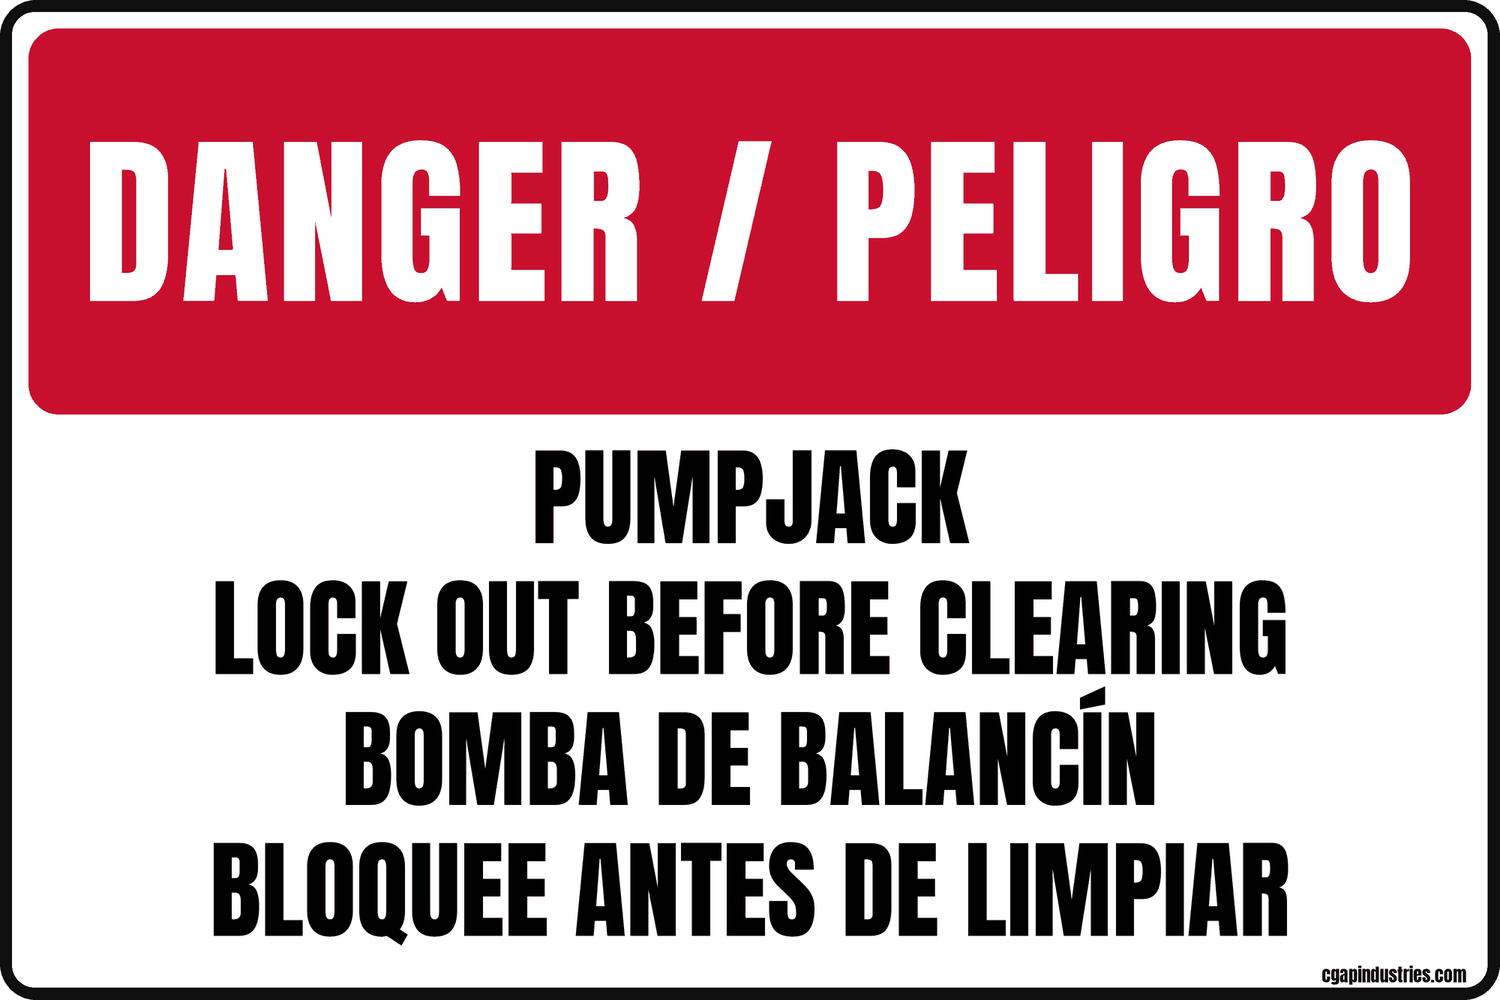 DANGER / PELIGRO
PUMPJACK
LOCK OUT BEFORE CLEARING
BOMBA DE BALANCÍN
BLOQUEE ANTES DE LIMPIAR
cgapindustries.com